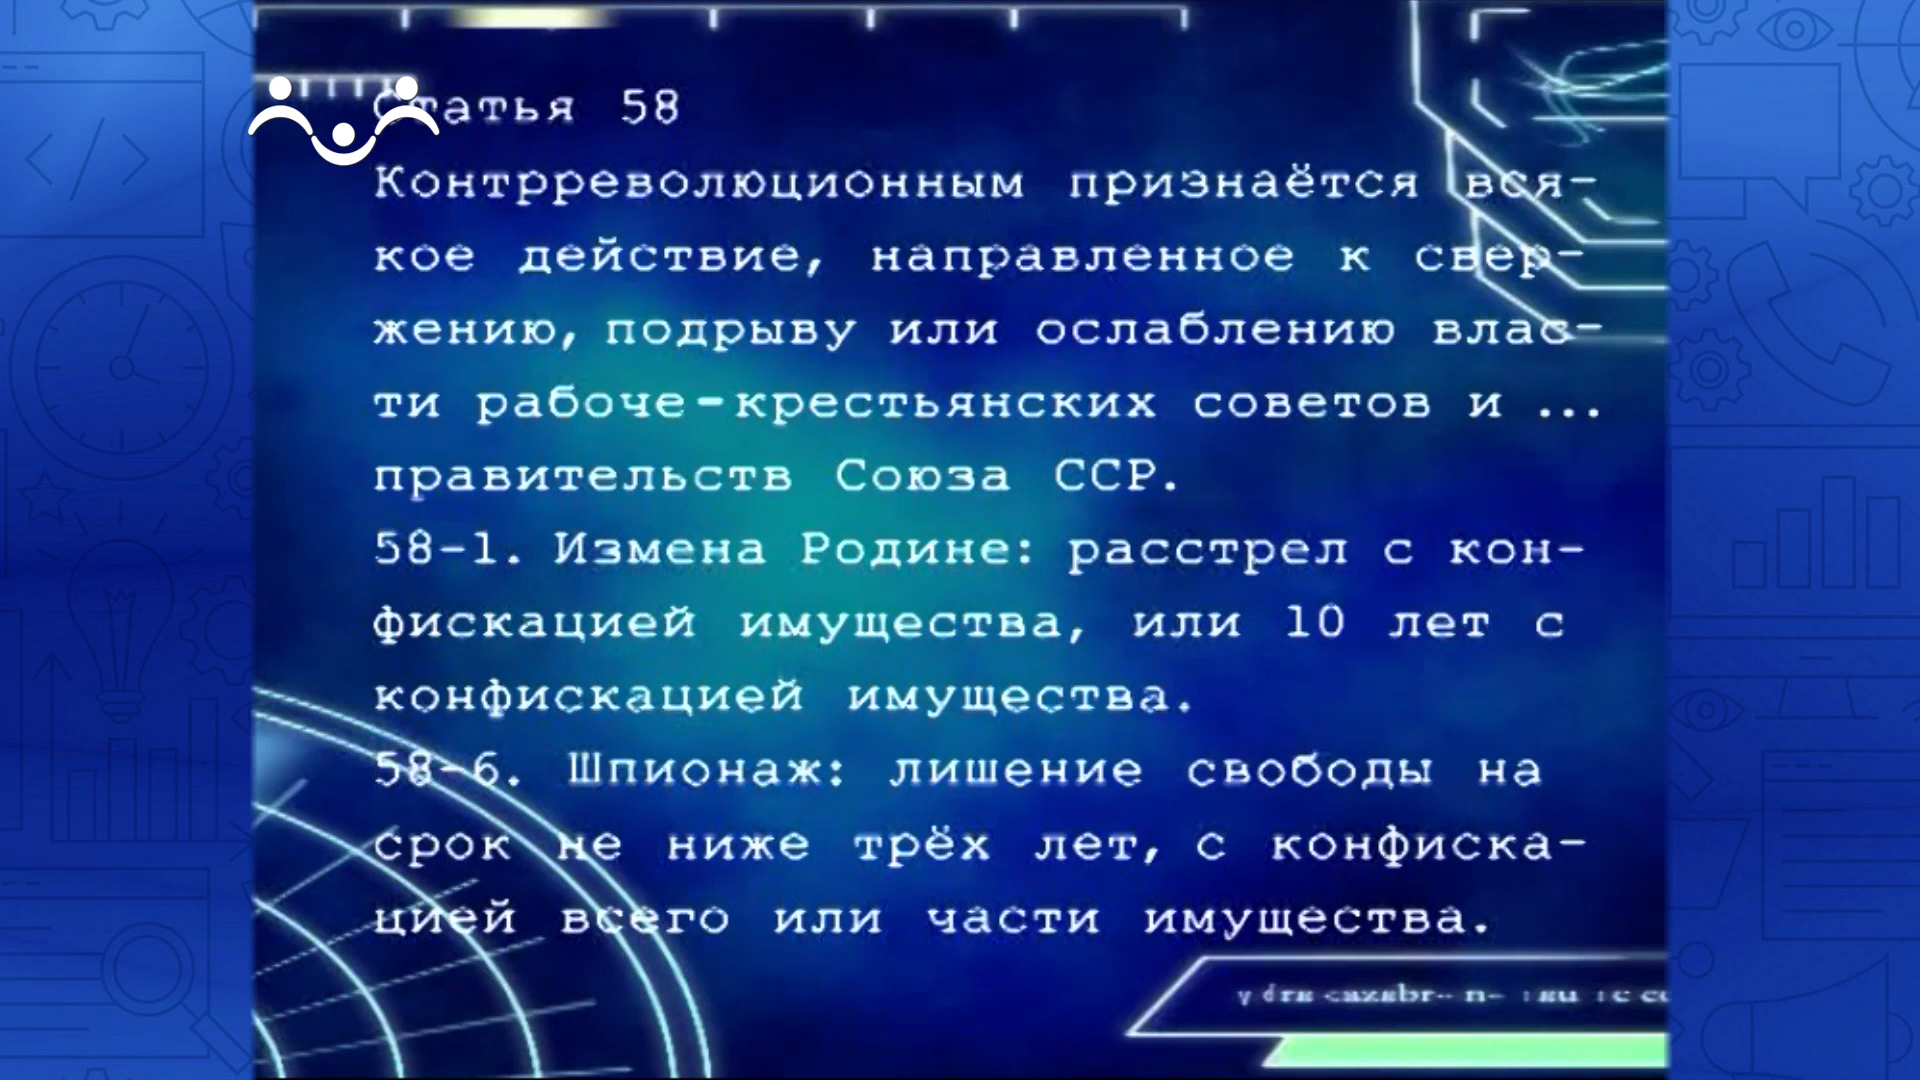 Статья 58
Контрреволюционным признаётся вся-
кое действие, направленное к свер-
жению, подрыву или ослаблению влас-
ти рабоче-крестьянских советов и ...
правительств Союза ССР.
58-1. Измена Родине: расстрел с кон-
фискацией имущества, или 10 лет с
конфискацией имущества.
58-6. Шпионаж: лишение свободы на
срок не ниже трёх лет, с конфиска-
цией всего или части имущества.